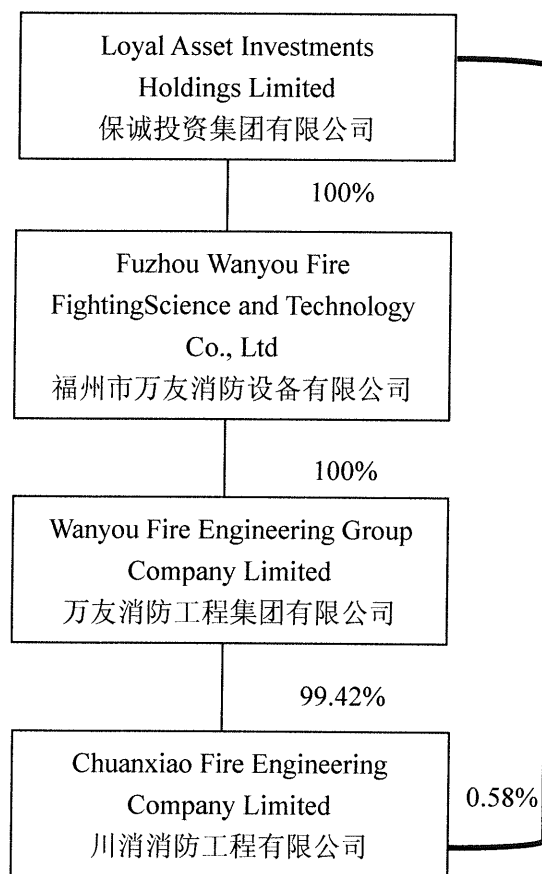 Loyal Asset Investments
Holdings Limited
保诚投资集团有限公司
100%
Fuzhou Wanyou Fire
FightingScience and Technology
Co., Ltd
福州市万友消防设备有限公司
100%
Wanyou Fire Engineering Group
Company Limited
万友消防工程集团有限公司
99.42%
Chuanxiao Fire Engineering
Company Limited
川消消防工程有限公司
0.58%